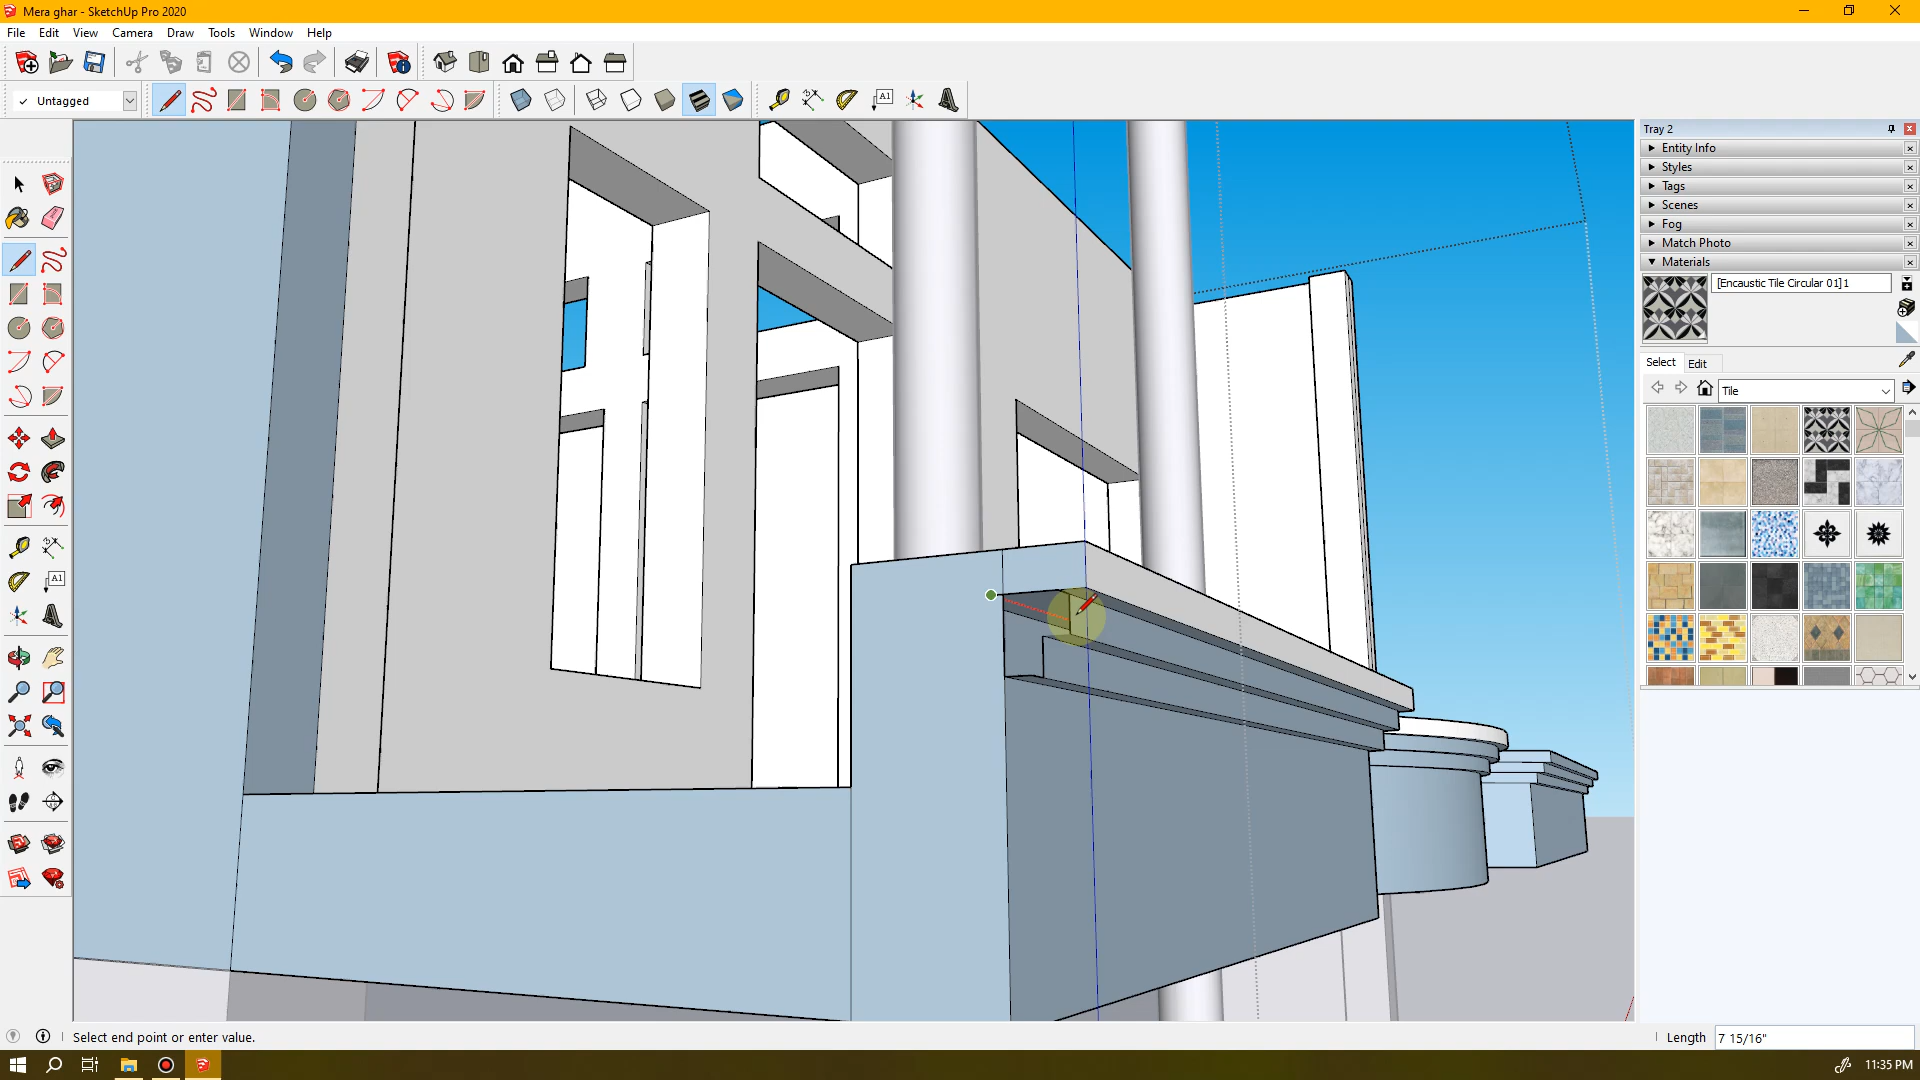 Mera ghar - SketchUp Pro 2020
File Edit View Camera Draw Tools Window Help
Untagged
A1
Tray 2
Entity Info
Styles
Tags
Scenes
Fog
Match Photo
Materials
[Encaustic Tile Circular 01]1
Select Edit
Tile
A1
Select end point or enter value.
Length 7 15/16"
11:35 PM